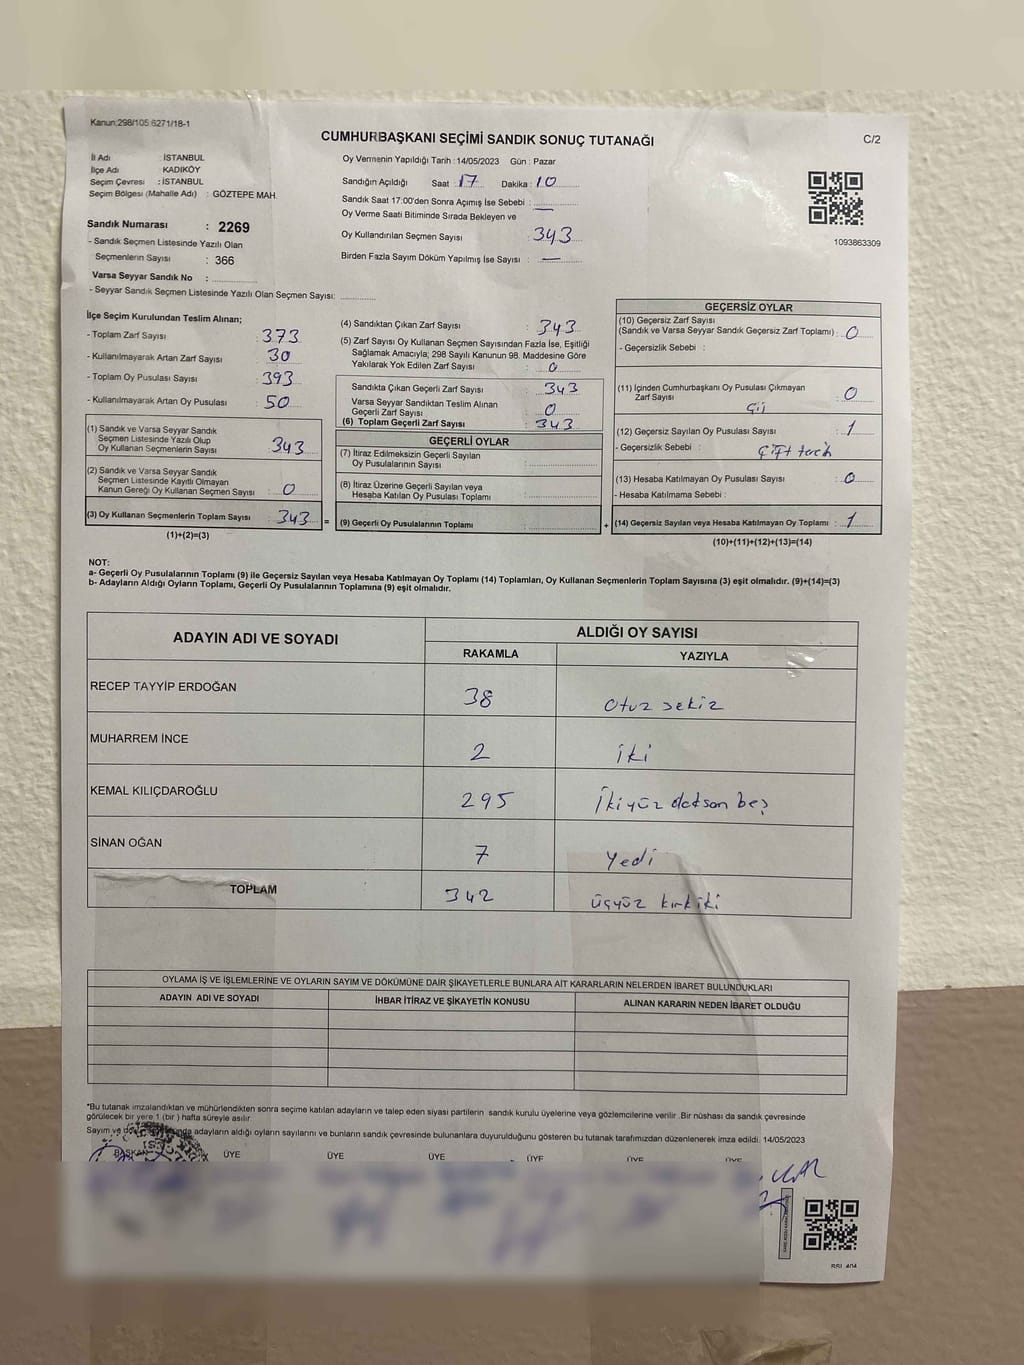 Kanun:298/105 6271/18-1
CUMHURBAŞKANI SEÇİMİ SANDIK SONUÇ TUTANAĞI
C/2
İl Adı : İSTANBUL
İlçe Adı KADIKÖY
Seçim Çevresi : İSTANBUL
Seçim Bölgesi (Mahalle Adı) : GÖZTEPE MAH.
Oy Vermenin Yapıldığı Tarih : 14/05/2023 Gün : Pazar
Sandığın Açıldığı Saat : 17 Dakika : 10
Sandık Saat 17:00'den Sonra Açımış İse Sebebi : —
Oy Verme Saati Bitiminde Sırada Bekleyen ve
Oy Kullandırılan Seçmen Sayısı : 343
Birden Fazla Sayım Döküm Yapılmış İse Sayısı : —
1093863309
Sandık Numarası : 2269
- Sandık Seçmen Listesinde Yazılı Olan
Seçmenlerin Sayısı : 366
Varsa Seyyar Sandık No :
- Seyyar Sandık Seçmen Listesinde Yazılı Olan Seçmen Sayısı:
İlçe Seçim Kurulundan Teslim Alınan;
- Toplam Zarf Sayısı : 373
- Kullanılmayarak Artan Zarf Sayısı : 30
- Toplam Oy Pusulası Sayısı : 393
- Kullanılmayarak Artan Oy Pusulası : 50
(1) Sandık ve Varsa Seyyar Sandık
Seçmen Listesinde Yazılı Olup
Oy Kullanan Seçmenlerin Sayısı : 343
(2) Sandık ve Varsa Seyyar Sandık
Seçmen Listesinde Kayıtlı Olmayan
Kanun Gereği Oy Kullanan Seçmen Sayısı : 0
(3) Oy Kullanan Seçmenlerin Toplam Sayısı : 343
(1)+(2)=(3)
=
(4) Sandıktan Çıkan Zarf Sayısı : 343
(5) Zarf Sayısı Oy Kullanan Seçmen Sayısından Fazla İse, Eşitliği
Sağlamak Amacıyla; 298 Sayılı Kanunun 98. Maddesine Göre
Yakılarak Yok Edilen Zarf Sayısı : 0
Sandıkta Çıkan Geçerli Zarf Sayısı : 343
Varsa Seyyar Sandıktan Teslim Alınan
Geçerli Zarf Sayısı : 0
(6) Toplam Geçerli Zarf Sayısı : 343
GEÇERLİ OYLAR
(7) İtiraz Edilmeksizin Geçerli Sayılan
Oy Pusulalarının Sayısı :
(8) İtiraz Üzerine Geçerli Sayılan veya
Hesaba Katılan Oy Pusulası Toplamı :
(9) Geçerli Oy Pusulalarının Toplamı :
+
GEÇERSİZ OYLAR
(10) Geçersiz Zarf Sayısı
(Sandık ve Varsa Seyyar Sandık Geçersiz Zarf Toplamı) : 0
- Geçersizlik Sebebi :
(11) İçinden Cumhurbaşkanı Oy Pusulası Çıkmayan
Zarf Sayısı : 0
(12) Geçersiz Sayılan Oy Pusulası Sayısı : 1
- Geçersizlik Sebebi : çift tercih
(13) Hesaba Katılmayan Oy Pusulası Sayısı : 0
- Hesaba Katılmama Sebebi :
(14) Geçersiz Sayılan veya Hesaba Katılmayan Oy Toplamı : 1
(10)+(11)+(12)+(13)=(14)
NOT:
a- Geçerli Oy Pusulalarının Toplamı (9) ile Geçersiz Sayılan veya Hesaba Katılmayan Oy Toplamı (14) Toplamları, Oy Kullanan Seçmenlerin Toplam Sayısına (3) eşit olmalıdır. (9)+(14)=(3)
b- Adayların Aldığı Oyların Toplamı, Geçerli Oy Pusulalarının Toplamına (9) eşit olmalıdır.
ADAYIN ADI VE SOYADI
ALDIĞI OY SAYISI
RAKAMLA YAZIYLA
RECEP TAYYİP ERDOĞAN 38 otuz sekiz
MUHARREM İNCE 2 iki
KEMAL KILIÇDAROĞLU 295 İkiyüz doksan beş
SİNAN OĞAN 7 Yedi
TOPLAM 342 üçyüz kırkiki
OYLAMA İŞ VE İŞLEMLERİNE VE OYLARIN SAYIM VE DÖKÜMÜNE DAİR ŞİKAYETLERLE BUNLARA AİT KARARLARIN NELERDEN İBARET BULUNDUKLARI
ADAYIN ADI VE SOYADI İHBAR İTİRAZ VE ŞİKAYETİN KONUSU ALINAN KARARIN NEDEN İBARET OLDUĞU
*Bu tutanak imzalandıktan ve mühürlendikten sonra seçime katılan adayların ve talep eden siyasi partilerin sandık kurulu üyelerine veya gözlemcilerine verilir .Bir nüshası da sandık çevresinde
görülecek bir yere 1 (bir ) hafta süreyle asılır.
Sayım ve adayların aldığı oyların sayılarını ve bunların sandık çevresinde bulunanlara duyurulduğunu gösteren bu tutanak tarafımızdan düzenlenerek imza edildi. 14/05/2023
BAŞKAN ÜYE ÜYE ÜYE ÜYE ÜYE ÜYE